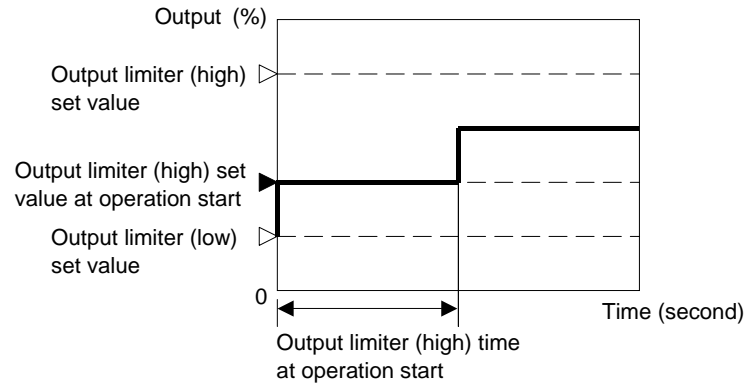 Output (%)
Output limiter (high)
set value
Output limiter (high) set
value at operation start
Output limiter (low)
set value
0
Time (second)
Output limiter (high) time
at operation start